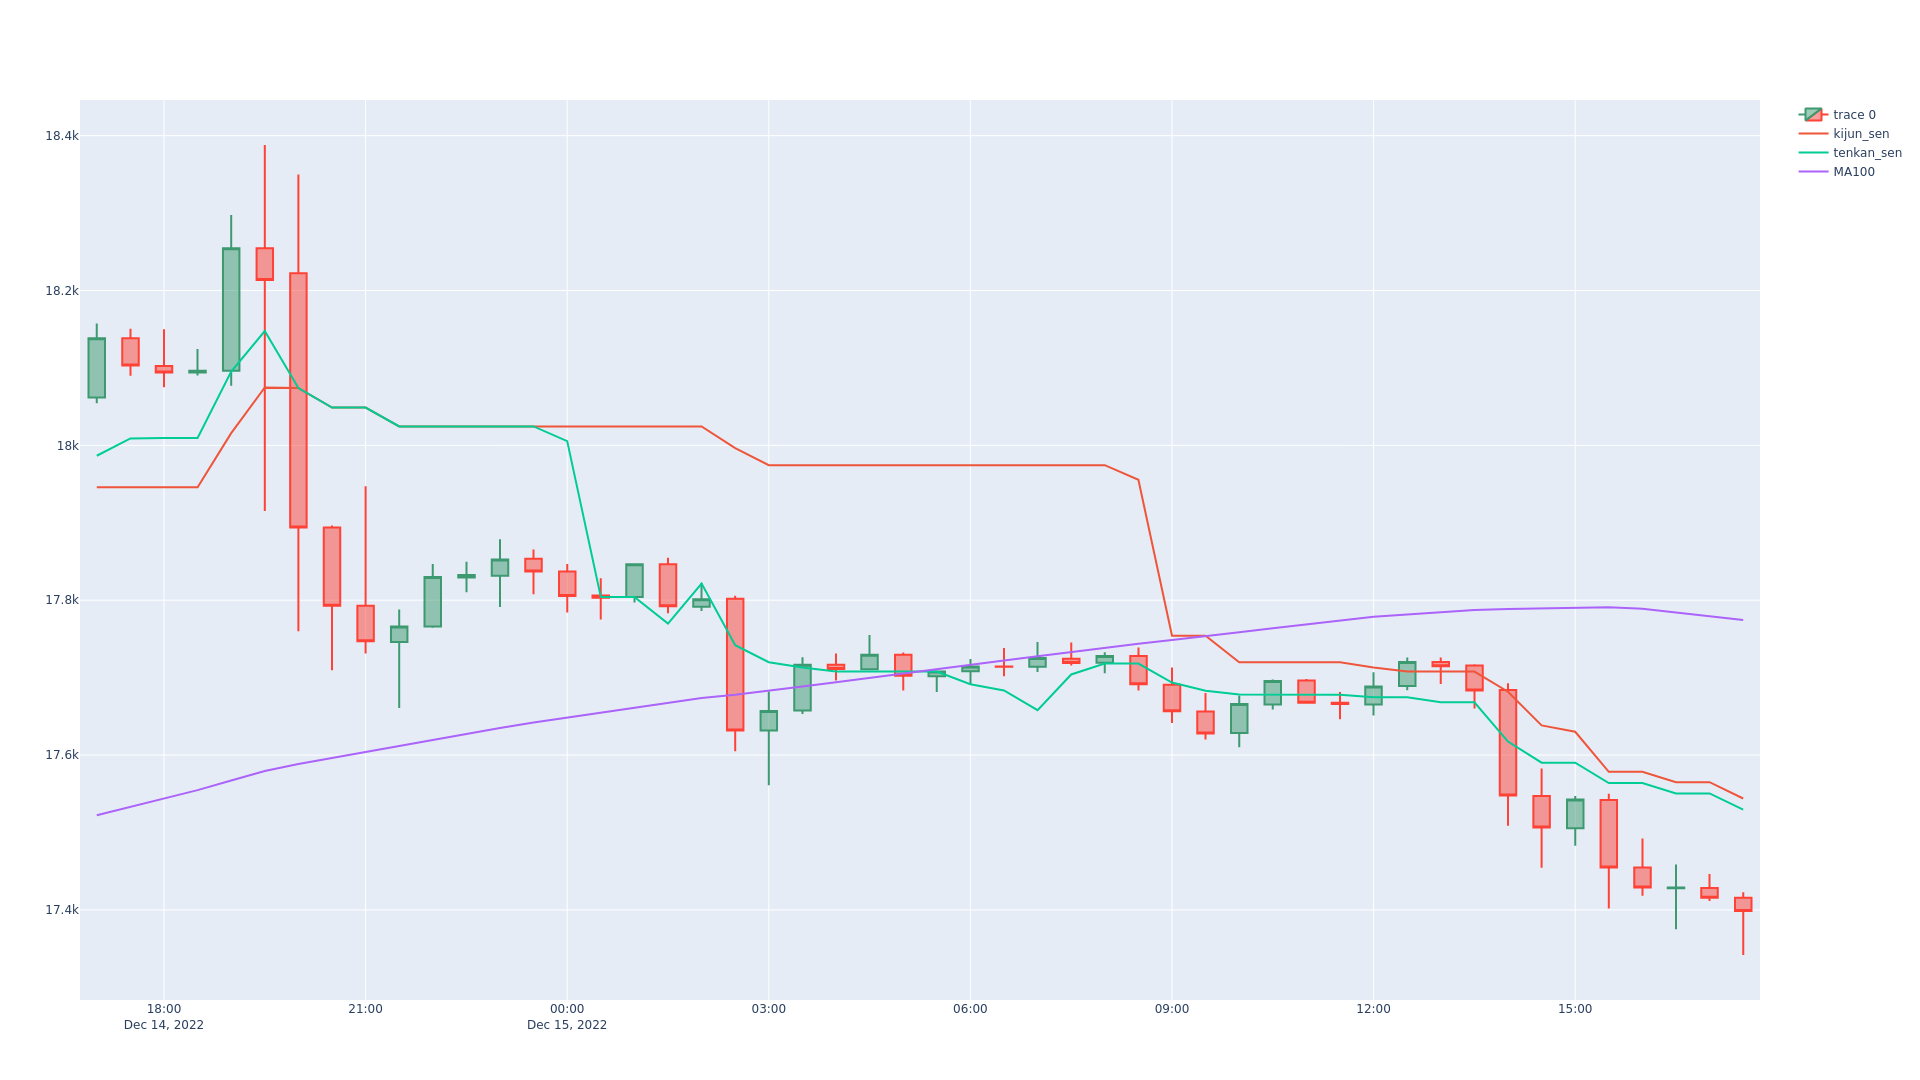 trace 0
kijun_sen
tenkan_sen
MA100
18.4k
18.2k
18k
17.8k
17.6k
17.4k
18:00 21:00 00:00 03:00 06:00 09:00 12:00 15:00
Dec 14, 2022 Dec 15, 2022